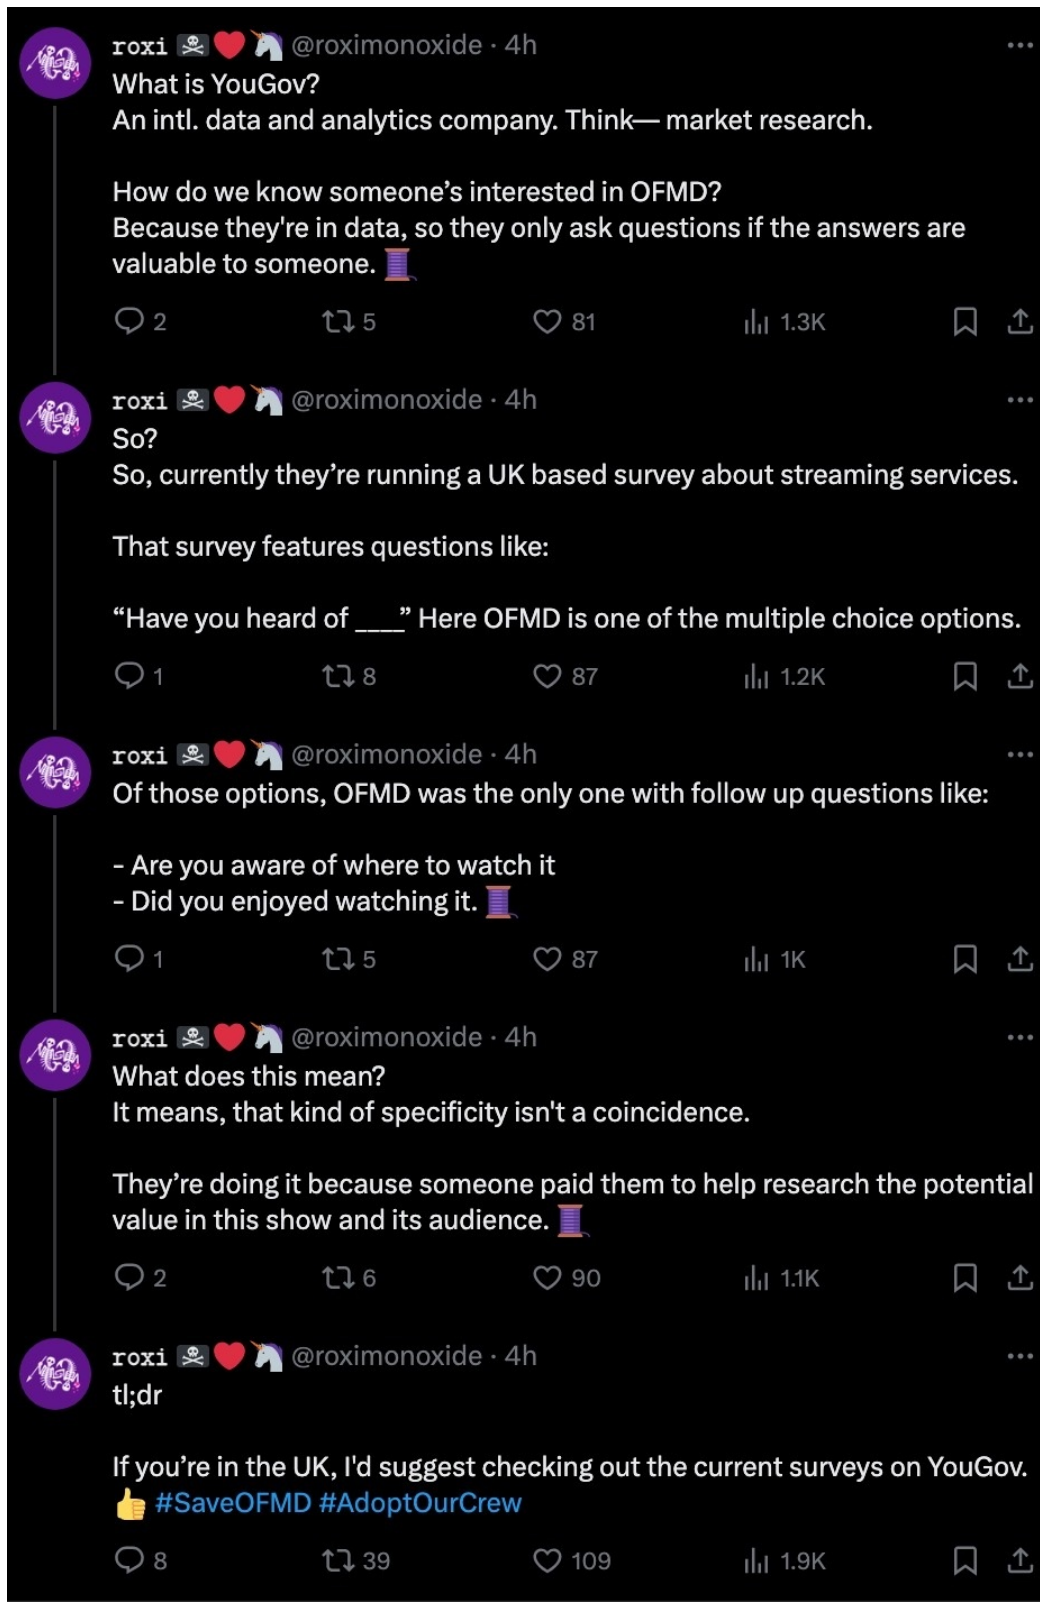 roxi 🏴‍☠️❤️🦄 @roximonoxide · 4h
What is YouGov?
An intl. data and analytics company. Think— market research.
How do we know someone’s interested in OFMD?
Because they're in data, so they only ask questions if the answers are
valuable to someone. 🧵
2 5 81 1.3K
roxi 🏴‍☠️❤️🦄 @roximonoxide · 4h
So?
So, currently they’re running a UK based survey about streaming services.
That survey features questions like:
“Have you heard of ____” Here OFMD is one of the multiple choice options.
1 8 87 1.2K
roxi 🏴‍☠️❤️🦄 @roximonoxide · 4h
Of those options, OFMD was the only one with follow up questions like:
- Are you aware of where to watch it
- Did you enjoyed watching it. 🧵
1 5 87 1K
roxi 🏴‍☠️❤️🦄 @roximonoxide · 4h
What does this mean?
It means, that kind of specificity isn't a coincidence.
They’re doing it because someone paid them to help research the potential
value in this show and its audience. 🧵
2 6 90 1.1K
roxi 🏴‍☠️❤️🦄 @roximonoxide · 4h
tl;dr
If you’re in the UK, I'd suggest checking out the current surveys on YouGov.
👍 #SaveOFMD #AdoptOurCrew
8 39 109 1.9K